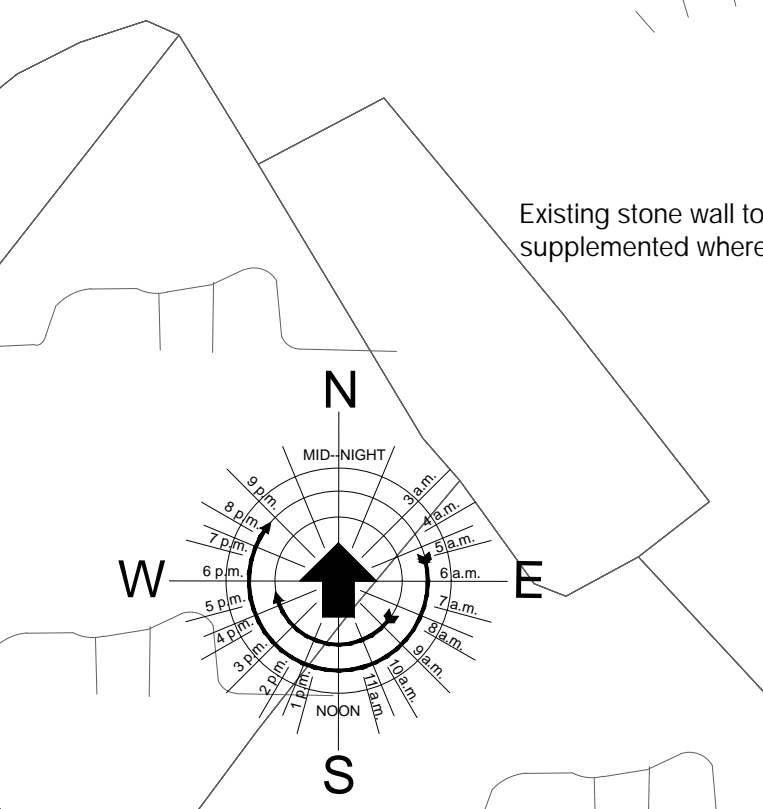 Existing stone wall to
supplemented where
N
MID--NIGHT
9 p.m.
3 a.m.
8 p.m.
4 a.m.
7 p.m.
5 a.m.
W
6 p.m.
6 a.m.
E
5 p.m.
7 a.m.
4 p.m.
8 a.m.
3 p.m.
9 a.m.
2 p.m.
10 a.m.
1 p.m.
11 a.m.
NOON
S